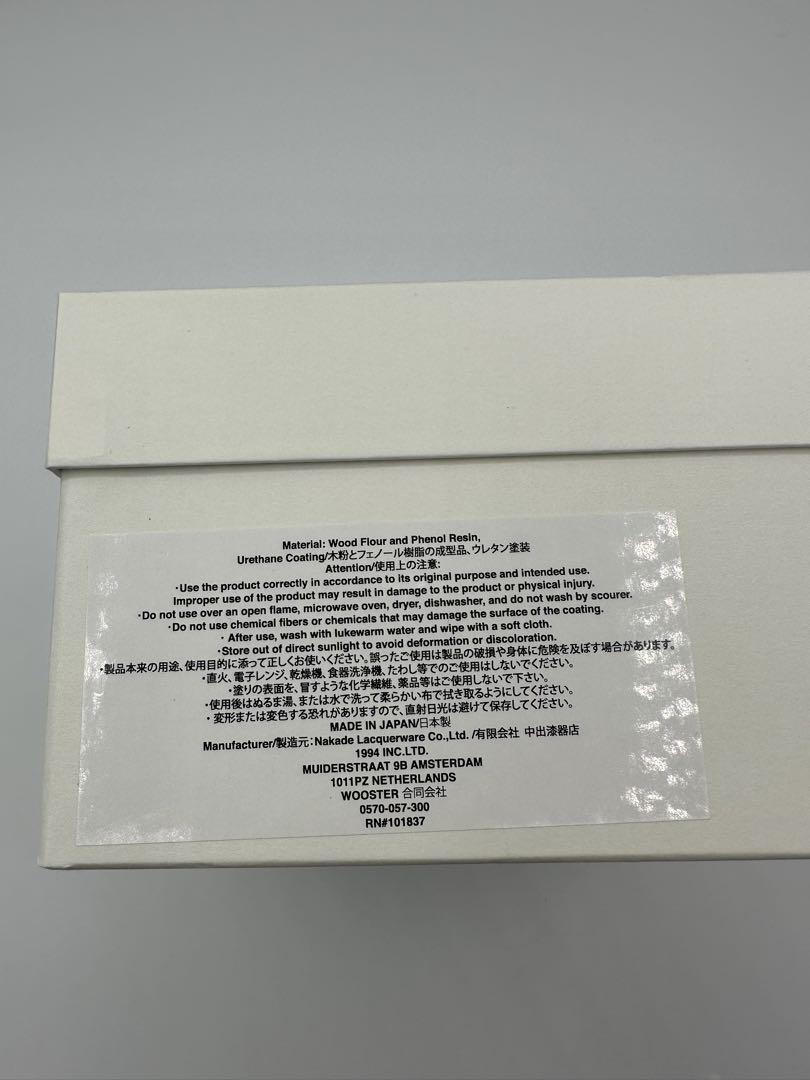 Material: Wood Flour and Phenol Resin,
Urethane Coating/木粉とフェノール樹脂の成型品、ウレタン塗装
Attention/使用上の注意:
・Use the product correctly in accordance to its original purpose and intended use.
Improper use of the product may result in damage to the product or physical injury.
・Do not use over an open flame, microwave oven, dryer, dishwasher, and do not wash by scourer.
・Do not use chemical fibers or chemicals that may damage the surface of the coating.
・ After use, wash with lukewarm water and wipe with a soft cloth.
・Store out of direct sunlight to avoid deformation or discoloration.
・製品本来の用途、使用目的に添って正しくお使いください。誤ったご使用は製品の破損や身体に危険を及ぼす場合があります。
・直火、電子レンジ、乾燥機、食器洗浄機、たわし等でのご使用はしないでください。
・塗りの表面を、冒すような化学繊維、薬品等はご使用しないで下さい。
・使用後はぬるま湯、または水で洗って柔らかい布で拭き取るようにしてください。
・変形または変色する恐れがありますので、直射日光は避けて保存してください。
MADE IN JAPAN/日本製
Manufacturer/製造元:Nakade Lacquerware Co.,Ltd. /有限会社 中出漆器店
1994 INC.LTD.
MUIDERSTRAAT 9B AMSTERDAM
1011PZ NETHERLANDS
WOOSTER 合同会社
0570-057-300
RN#101837